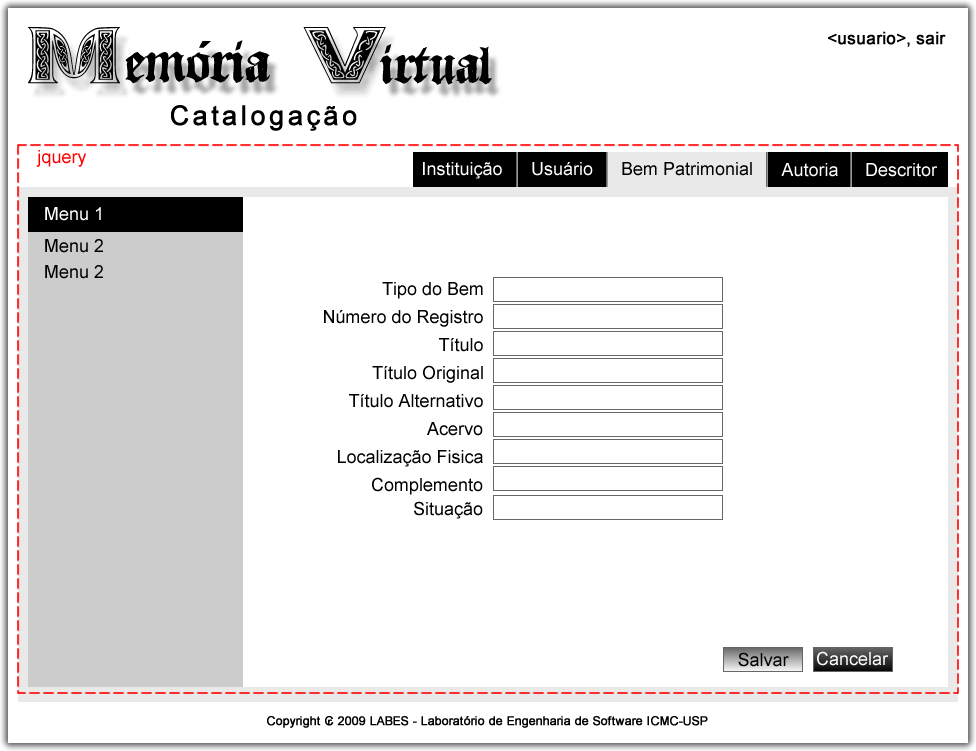 Memória Virtual
<usuario>, sair
Catalogação
jquery
Instituição Usuário Bem Patrimonial Autoria Descritor
Menu 1
Menu 2
Menu 2
Tipo do Bem
Número do Registro
Título
Título Original
Título Alternativo
Acervo
Localização Fisica
Complemento
Situação
Salvar Cancelar
Copyright © 2009 LABES - Laboratório de Engenharia de Software ICMC-USP